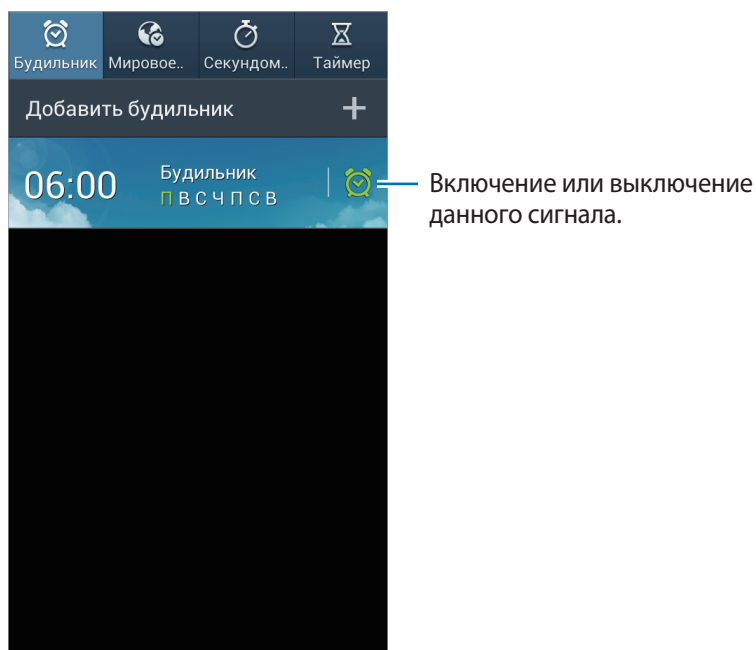 Будильник Мировое.. Секундом.. Таймер
Добавить будильник
06:00
Будильник
П В С Ч П С В
Включение или выключение
данного сигнала.